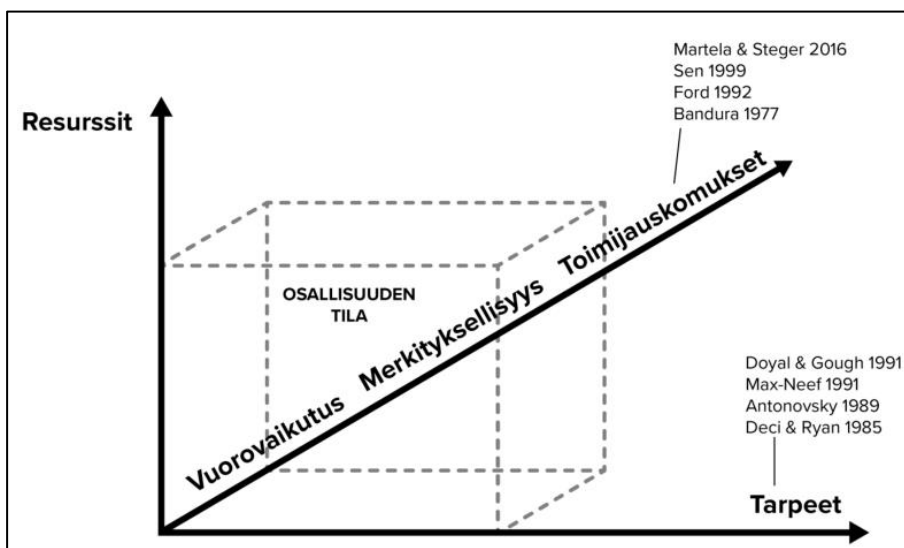 Martela & Steger 2016
Sen 1999
Ford 1992
Bandura 1977
Resurssit
Vuorovaikutus Merkityksellisyys Toimijauskomukset
OSALLISUUDEN
TILA
Doyal & Gough 1991
Max-Neef 1991
Antonovsky 1989
Deci & Ryan 1985
Tarpeet